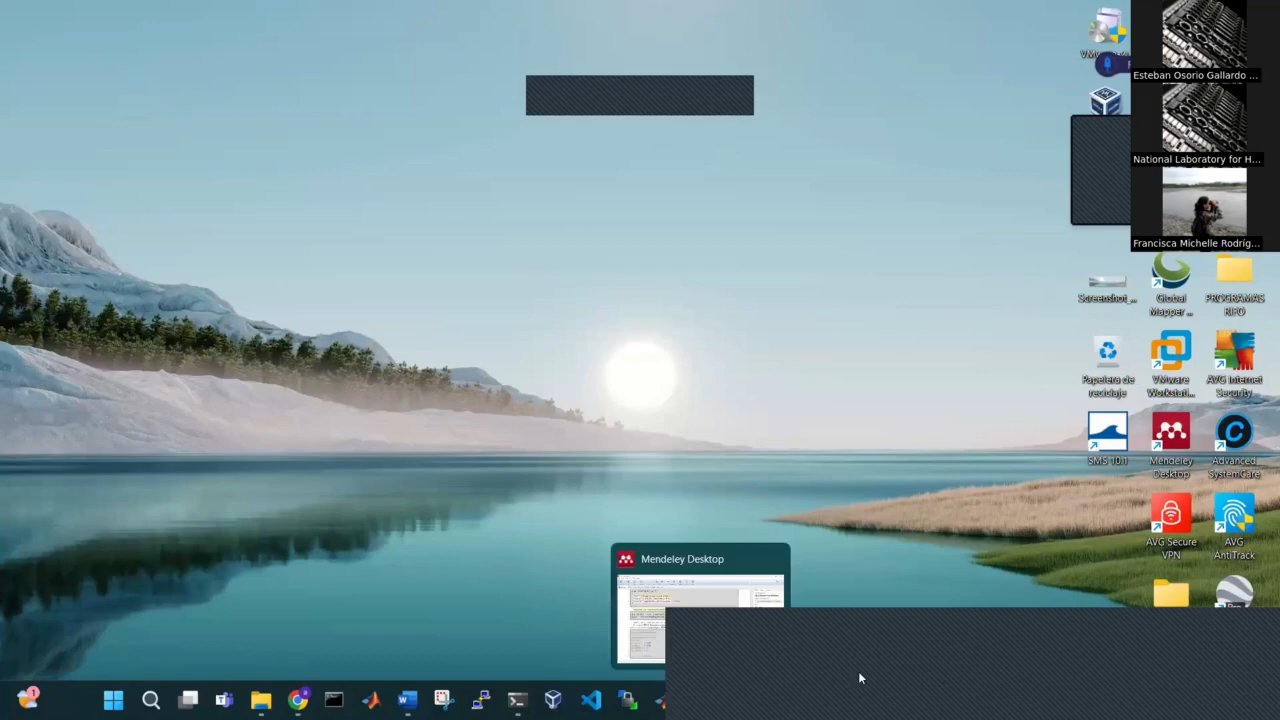 Esteban Osorio Gallardo ...
National Laboratory for H...
Francisca Michelle Rodríg...
Screenshot_...
Global
Mapper ...
PROGRAMAS
RIFO
Papelera de
reciclaje
VMware
Workstati...
AVG Internet
Security
SMS 10.1
Mendeley
Desktop
Advanced
SystemCare
AVG Secure
VPN
AVG
AntiTrack
Mendeley Desktop